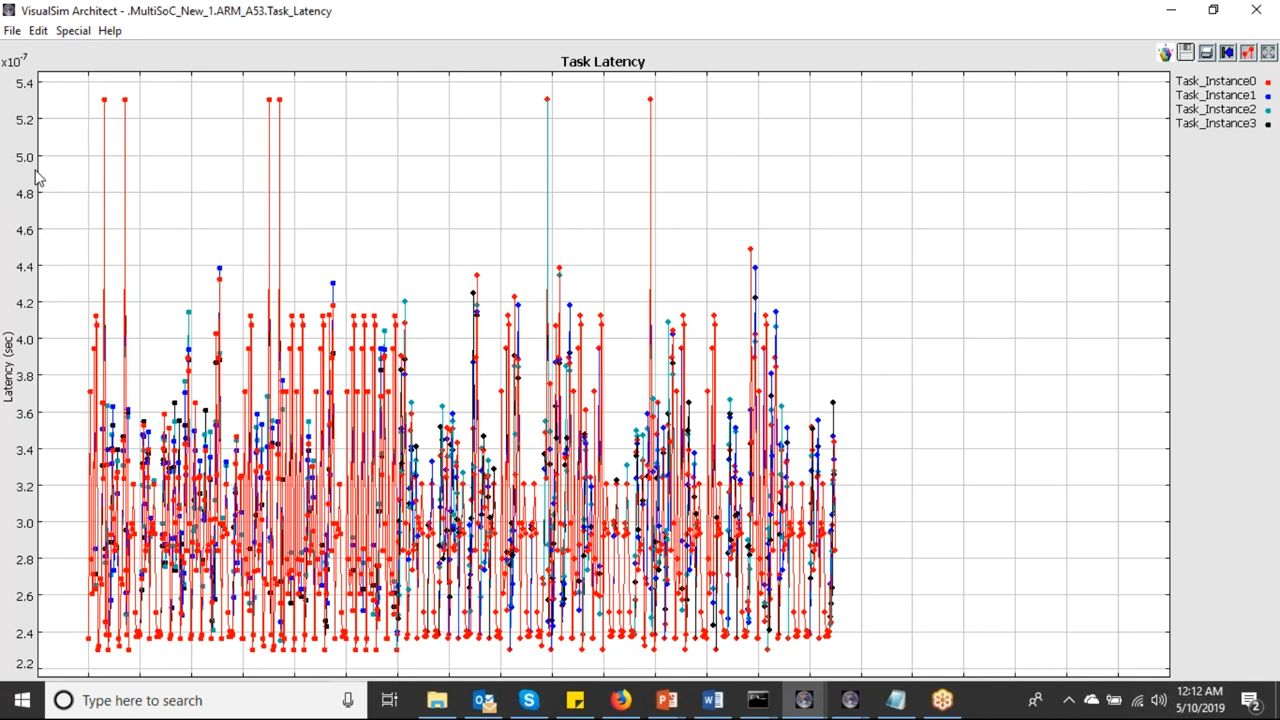 VisualSim Architect - .MultiSoC_New_1.ARM_A53.Task_Latency
File Edit Special Help
x10-7
Task Latency
Task_Instance0
Task_Instance1
Task_Instance2
Task_Instance3
5.4
5.2
5.0
4.8
4.6
4.4
4.2
4.0
3.8
3.6
3.4
3.2
3.0
2.8
2.6
2.4
2.2
Latency (sec)
Type here to search
12:12 AM
5/10/2019
2